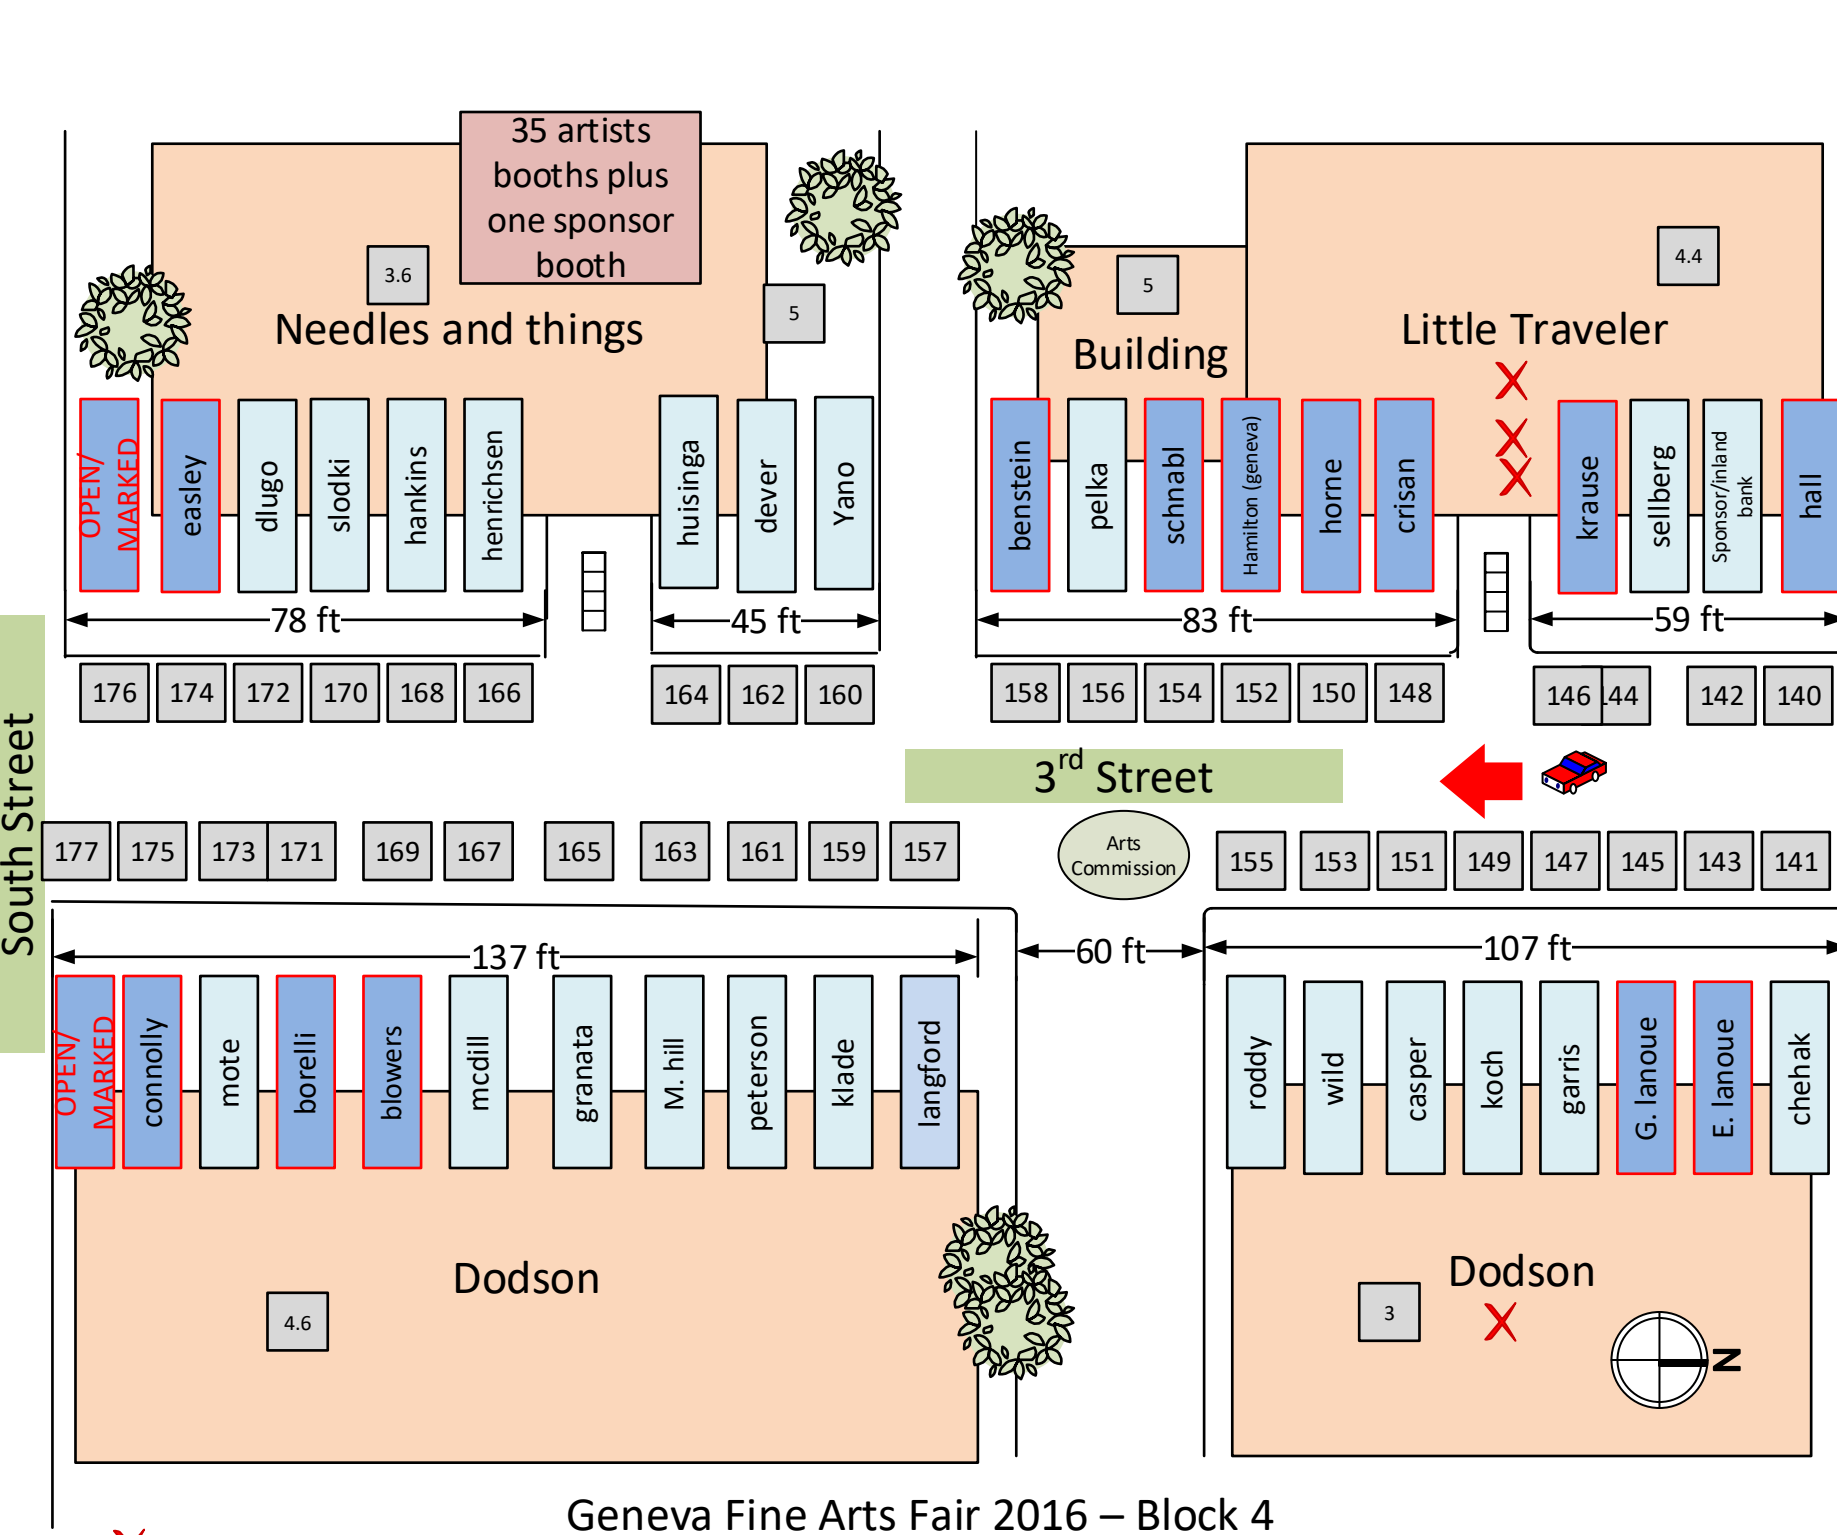 35 artists
booths plus
one sponsor
booth
3.6
5
Needles and things
5
Building
4.4
Little Traveler
OPEN/
MARKED
easley
dlugo
slodki
hankins
henrichsen
huisinga
dever
Yano
benstein
pelka
schnabl
Hamilton (geneva)
horne
crisan
krause
sellberg
Sponsor/inland
bank
hall
78 ft
45 ft
83 ft
59 ft
176 174 172 170 168 166 164 162 160 158 156 154 152 150 148 146 44 142 140
South Street
3rd Street
Arts
Commission
177 175 173 171 169 167 165 163 161 159 157 155 153 151 149 147 145 143 141
137 ft
60 ft
107 ft
OPEN/
MARKED
connolly
mote
borelli
blowers
mcdill
granata
M. hill
peterson
klade
langford
roddy
wild
casper
koch
garris
G. lanoue
E. lanoue
chehak
Dodson
4.6
Dodson
3
N
Geneva Fine Arts Fair 2016 – Block 4